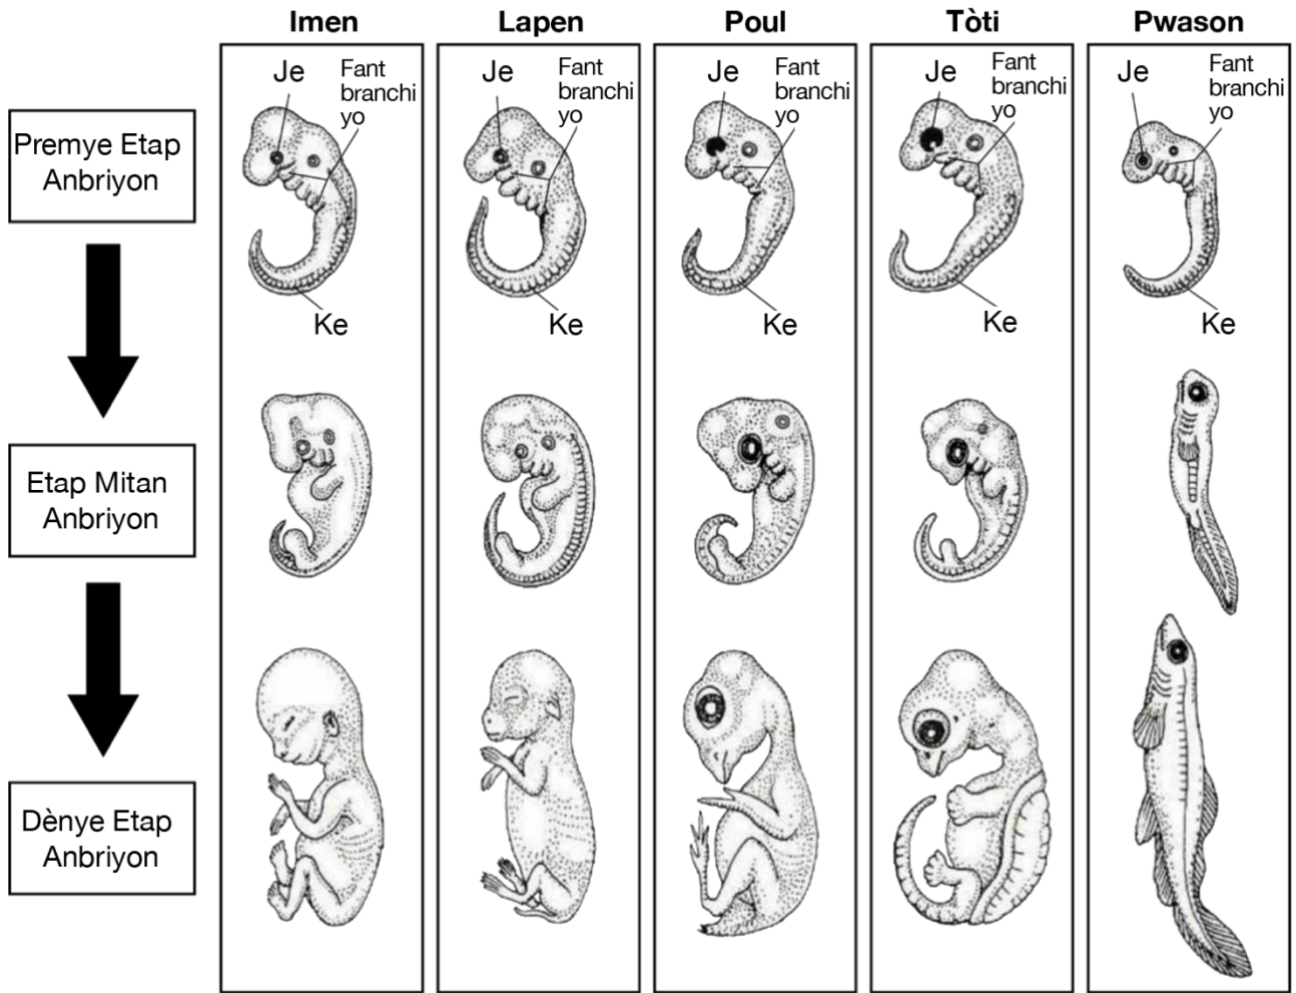 Imen
Lapen
Poul
Tòti
Pwason
Je
Fant
branchi
yo
Je
Fant
branchi
yo
Je
Fant
branchi
yo
Je
Fant
branchi
yo
Je
Fant
branchi
yo
Premye Etap
Anbriyon
Ke
Ke
Ke
Ke
Ke
Etap Mitan
Anbriyon
Dènye Etap
Anbriyon